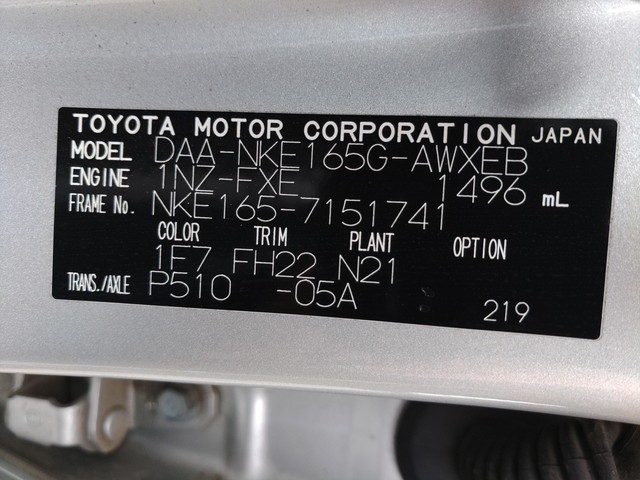 TOYOTA MOTOR CORPORATION JAPAN
MODEL DAA-NKE165G-AWXEB
ENGINE 1NZ-FXE 1496 mL
FRAME No. NKE165-7151741
COLOR TRIM PLANT OPTION
1F7 FH22 N21
TRANS./AXLE P510 -05A
219